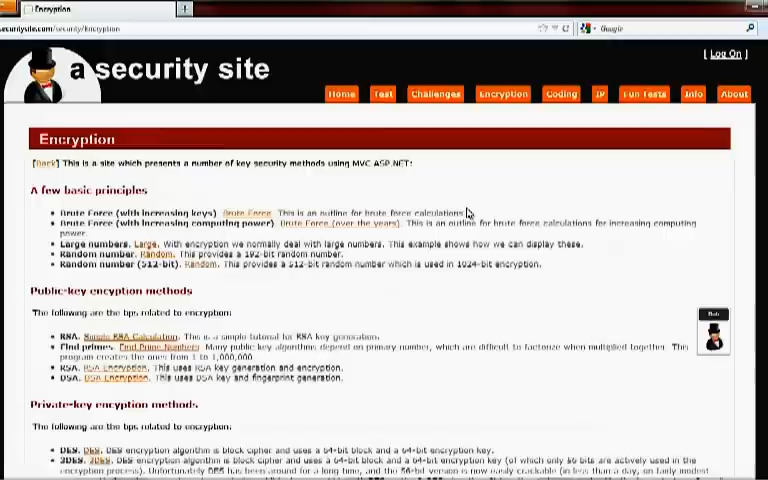 Encryption
+
ecuritysite.com/security/Encryption
Google
[ Log On ]
a security site
Home Test Challenges Encryption Coding IP Fun Tests Info About
Encryption
[Back] This is a site which presents a number of key security methods using MVC ASP.NET:
A few basic principles
Brute Force (with increasing keys). Brute Force. This is an outline for brute force calculations.
Brute Force (with increasing computing power). Brute Force (over the years). This is an outline for brute force calculations for increasing computing
power.
Large numbers. Large. With encryption we normally deal with large numbers. This example shows how we can display these.
Random number. Random. This provides a 192-bit random number.
Random number (512-bit). Random. This provides a 512-bit random number which is used in 1024-bit encryption.
Public-key encryption methods
The following are the tips related to encryption:
Bob
RSA. Simple RSA Calculation. This is a simple tutorial for RSA key generation.
Find primes. Find Prime Numbers. Many public key algorithms depend on primary number, which are difficult to factorize when multiplied together. This
program creates the ones from 1 to 1,000,000
RSA. RSA Encryption. This uses RSA key generation and encryption.
DSA. DSA Encryption. This uses DSA key and fingerprint generation.
Private-key encryption methods
The following are the tips related to encryption:
DES. DES. DES encryption algorithm is block cipher and uses a 64-bit block and a 64-bit encryption key.
3DES. 3DES. DES encryption algorithm is block cipher and uses a 64-bit block and a 64-bit encryption key (of which only 56 bits are actively used in the
encryption process). Unfortunately DES has been around for a long time, and the 56-bit version is now easily crackable (in less than a day, on fairly modest